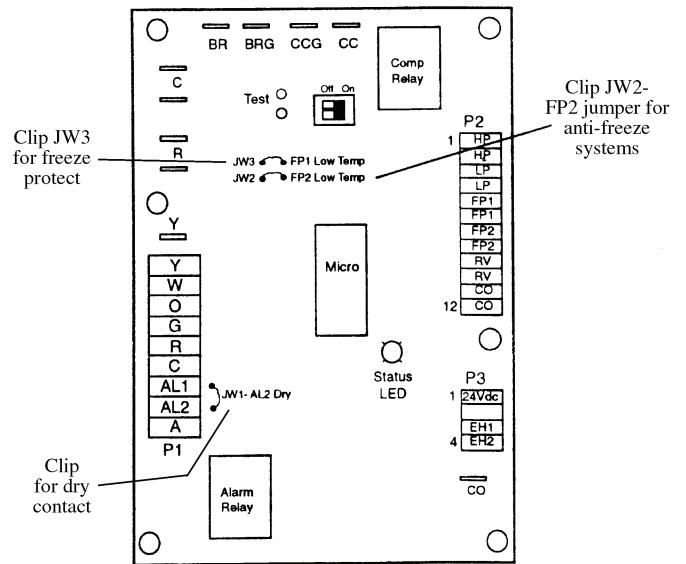 BR BRG CCG CC
C
Comp
Relay
Test
Off On
Clip JW3
for freeze
protect
R
JW3 FP1 Low Temp
JW2 FP2 Low Temp
Clip JW2-
FP2 jumper for
anti-freeze
systems
P2
1 HP
HP
LP
LP
FP1
FP1
FP2
FP2
RV
RV
CO
12 CO
Y
Y
W
O
G
R
C
AL1
AL2
A
P1
JW1- AL2 Dry
Micro
Status
LED
P3
1 24Vdc
EH1
4 EH2
CO
Clip
for dry
contact
Alarm
Relay